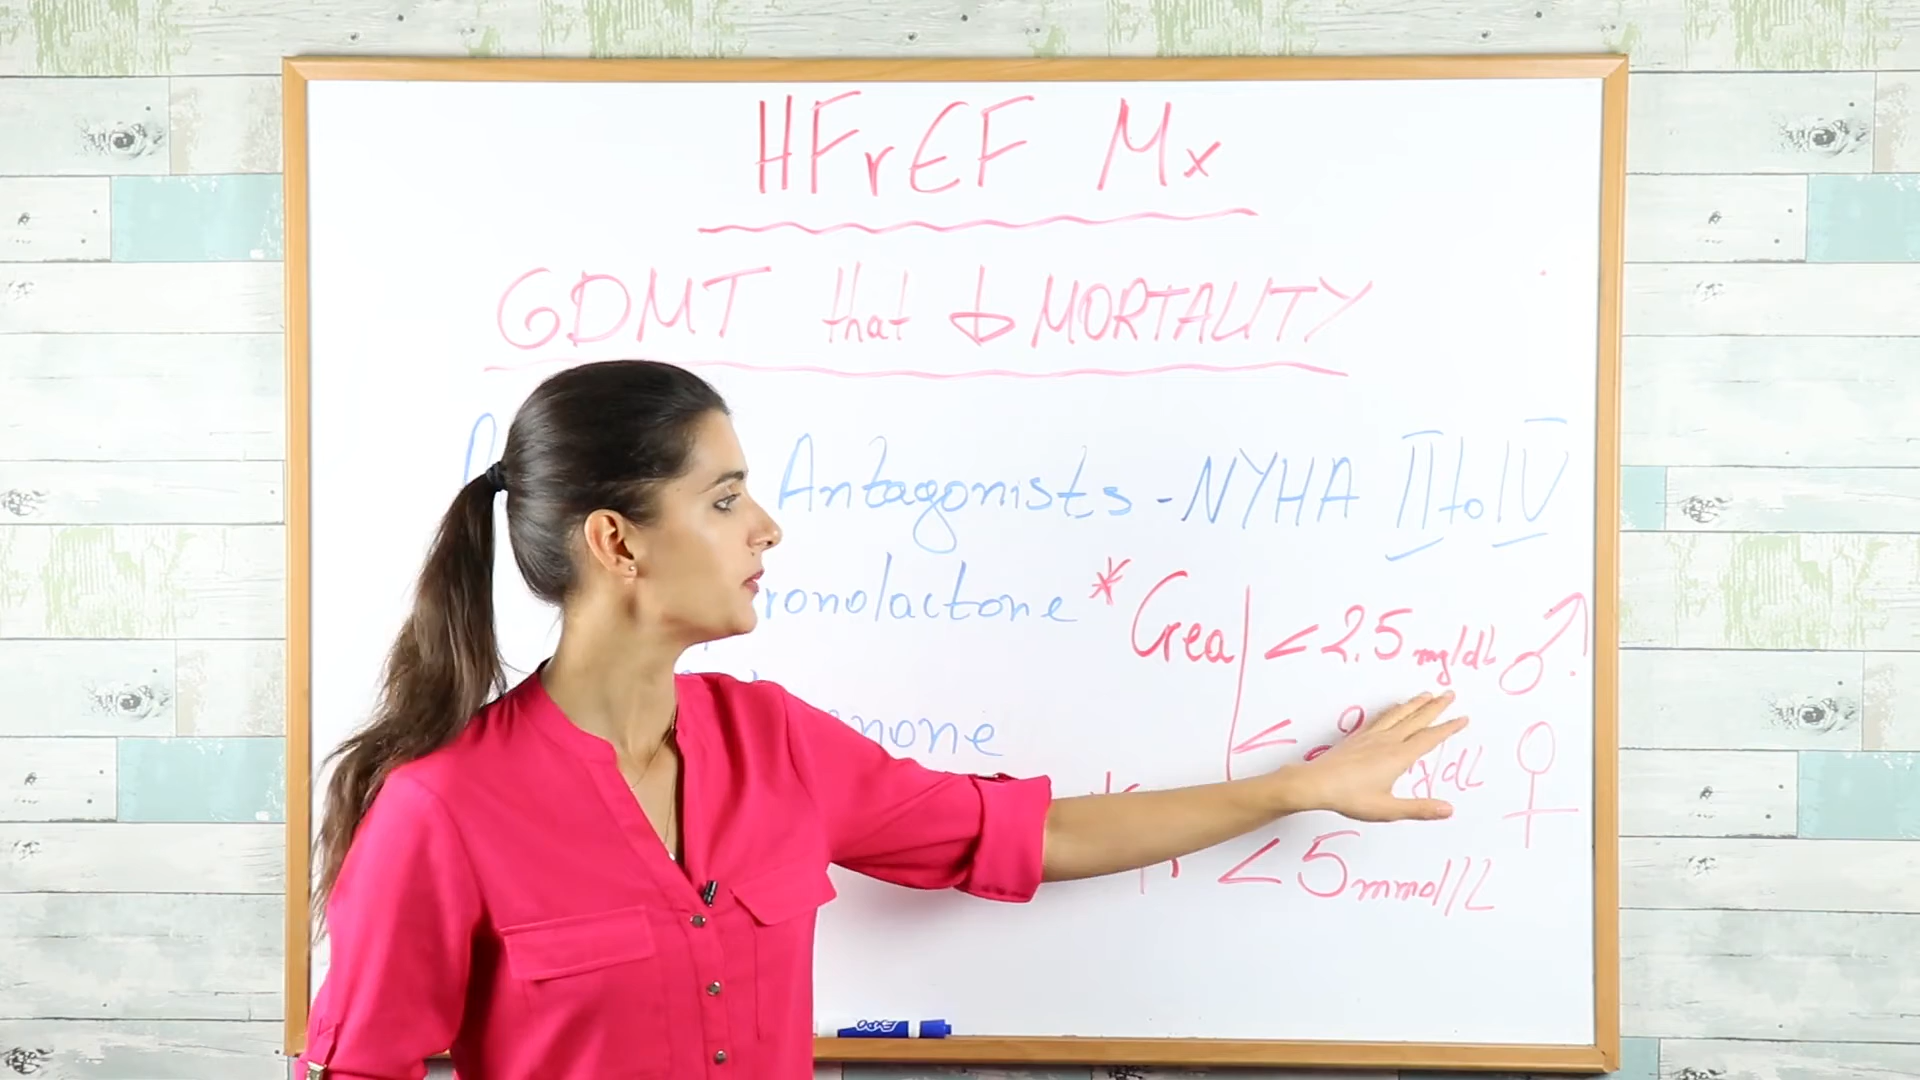 HFrEF Mx
GDMT that ↓ MORTALITY
Antagonists - NYHA II to IV
ronolactone * Crea < 2.5 mg/dL ♂
none < 2 g/dL ♀
< 5 mmol/L
EXPO